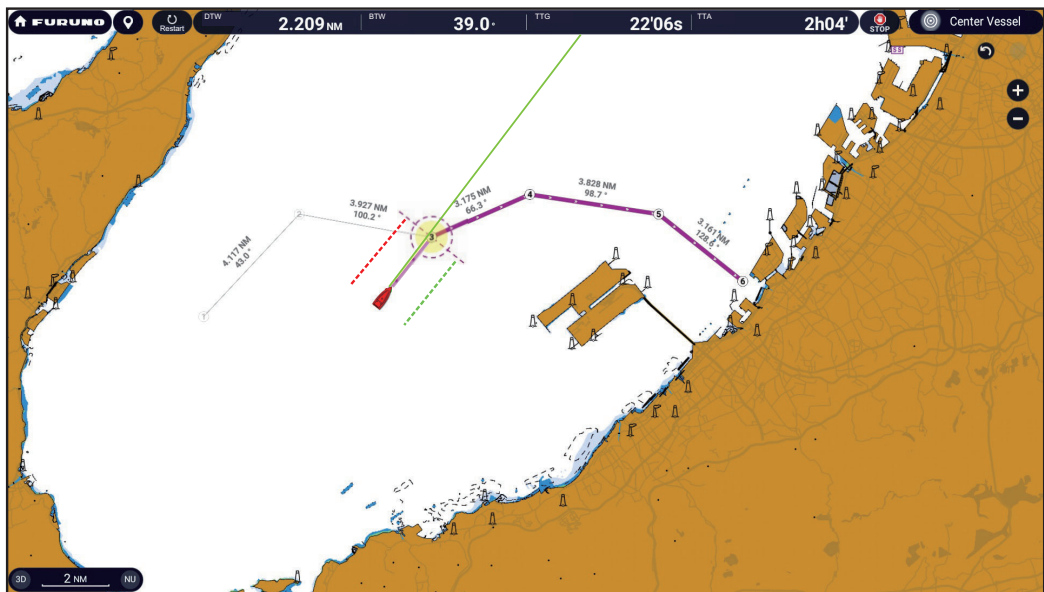 FURUNO
Restart
DTW
2.209 NM
BTW
39.0°
TTG
22'06s
TTA
2h04'
STOP
Center Vessel
4
3.828 NM
98.7°
3.175 NM
66.3°
3.927 NM
100.2°
2
5
3
3.161 NM
128.6°
4.117 NM
43.0°
6
1
3D
2 NM
NU